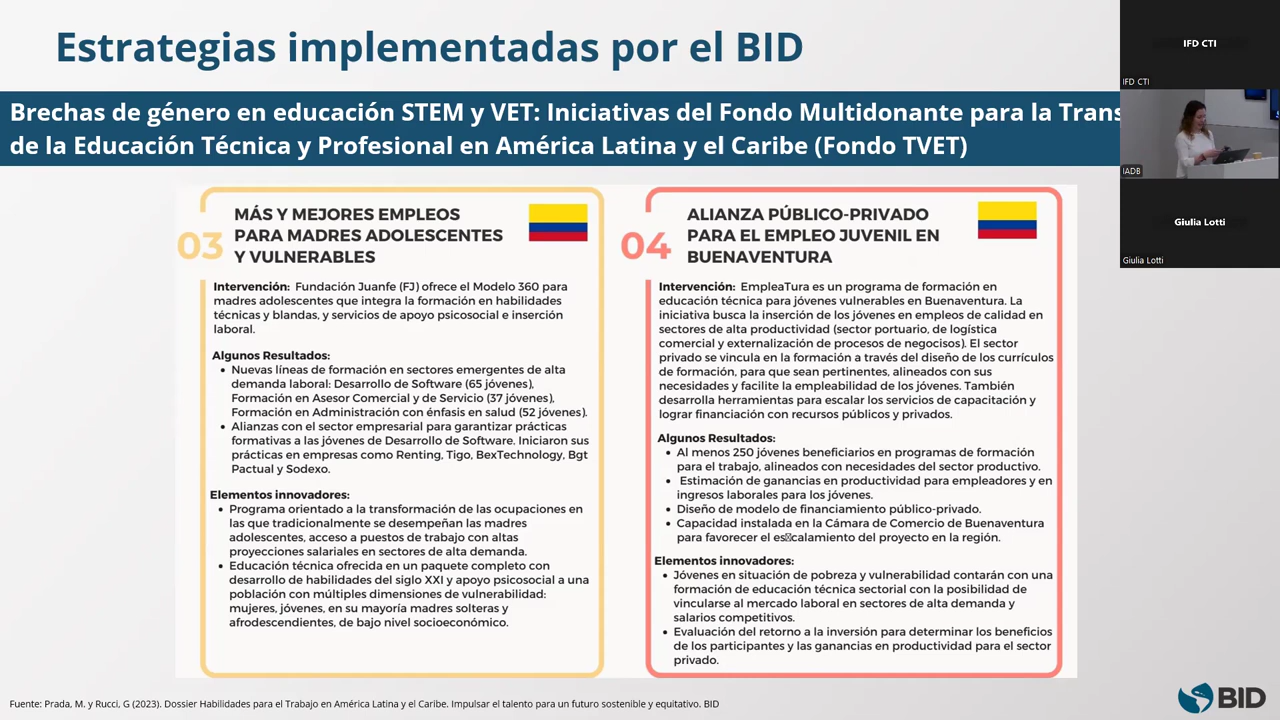 Estrategias implementadas por el BID
Brechas de género en educación STEM y VET: Iniciativas del Fondo Multidonante para la Trans
de la Educación Técnica y Profesional en América Latina y el Caribe (Fondo TVET)
03
MÁS Y MEJORES EMPLEOS
PARA MADRES ADOLESCENTES
Y VULNERABLES
Intervención: Fundación Juanfe (FJ) ofrece el Modelo 360 para
madres adolescentes que integra la formación en habilidades
técnicas y blandas, y servicios de apoyo psicosocial e inserción
laboral.
Algunos Resultados:
• Nuevas líneas de formación en sectores emergentes de alta
demanda laboral: Desarrollo de Software (65 jóvenes),
Formación en Asesor Comercial y de Servicio (37 jóvenes),
Formación en Administración con énfasis en salud (52 jóvenes).
• Alianzas con el sector empresarial para garantizar prácticas
formativas a las jóvenes de Desarrollo de Software. Iniciaron sus
prácticas en empresas como Renting, Tigo, BexTechnology, Bgt
Pactual y Sodexo.
Elementos innovadores:
• Programa orientado a la transformación de las ocupaciones en
las que tradicionalmente se desempeñan las madres
adolescentes, acceso a puestos de trabajo con altas
proyecciones salariales en sectores de alta demanda.
• Educación técnica ofrecida en un paquete completo con
desarrollo de habilidades del siglo XXI y apoyo psicosocial a una
población con múltiples dimensiones de vulnerabilidad:
mujeres, jóvenes, en su mayoría madres solteras y
afrodescendientes, de bajo nivel socioeconómico.
04
ALIANZA PÚBLICO-PRIVADO
PARA EL EMPLEO JUVENIL EN
BUENAVENTURA
Intervención: EmpleaTura es un programa de formación en
educación técnica para jóvenes vulnerables en Buenaventura. La
iniciativa busca la inserción de los jóvenes en empleos de calidad en
sectores de alta productividad (sector portuario, de logística
comercial y externalización de procesos de negocisos). El sector
privado se vincula en la formación a través del diseño de los currículos
de formación, para que sean pertinentes, alineados con sus
necesidades y facilite la empleabilidad de los jóvenes. También
desarrolla herramientas para escalar los servicios de capacitación y
lograr financiación con recursos públicos y privados.
Algunos Resultados:
• Al menos 250 jóvenes beneficiarios en programas de formación
para el trabajo, alineados con necesidades del sector productivo.
• Estimación de ganancias en productividad para empleadores y en
ingresos laborales para los jóvenes.
• Diseño de modelo de financiamiento público-privado.
• Capacidad instalada en la Cámara de Comercio de Buenaventura
para favorecer el escalamiento del proyecto en la región.
Elementos innovadores:
• Jóvenes en situación de pobreza y vulnerabilidad contarán con una
formación de educación técnica sectorial con la posibilidad de
vincularse al mercado laboral en sectores de alta demanda y
salarios competitivos.
• Evaluación del retorno a la inversión para determinar los beneficios
de los participantes y las ganancias en productividad para el sector
privado.
Fuente: Prada, M. y Rucci, G (2023). Dossier Habilidades para el Trabajo en América Latina y el Caribe. Impulsar el talento para un futuro sostenible y equitativo. BID
BID
IFD CTI
IFD CTI
IADB
Giulia Lotti
Giulia Lotti